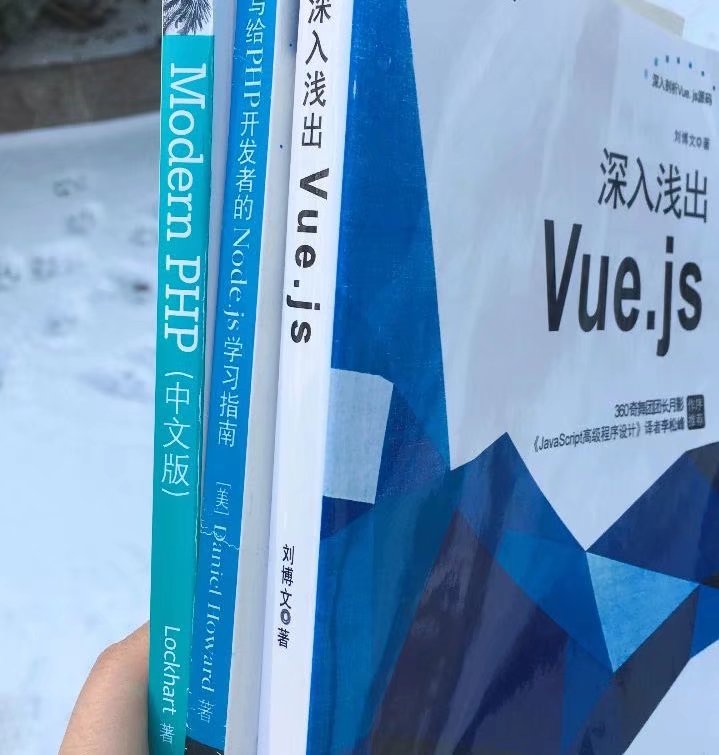 Modern PHP (中文版)
Lockhart 著
写给PHP开发者的Node.js学习指南
[美] Daniel Howard 著
深入浅出 Vue.js
刘博文◎著
深入剖析Vue.js源码
刘博文◎著
深入浅出
Vue.js
360奇舞团团长月影
《JavaScript高级程序设计》译者李松峰
作序
推荐